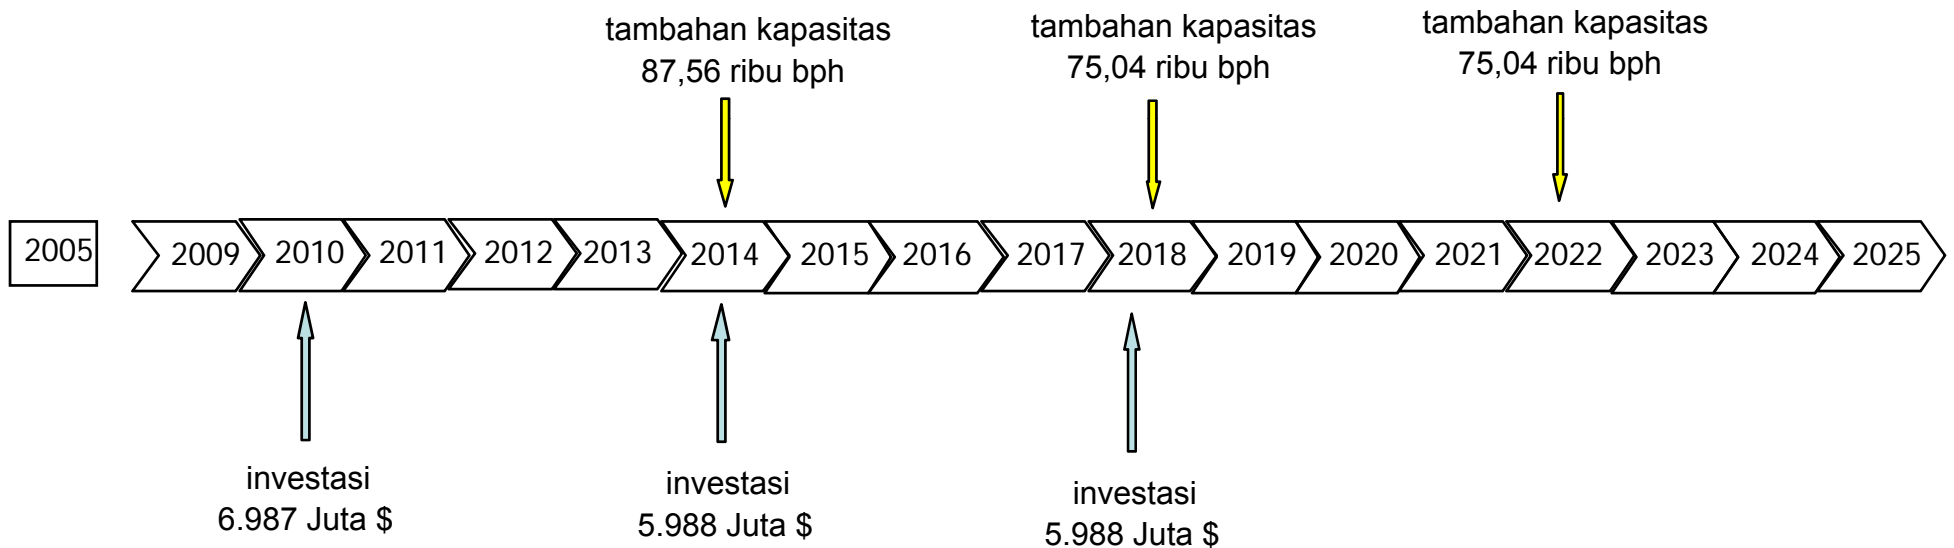 tambahan kapasitas
87,56 ribu bph
tambahan kapasitas
75,04 ribu bph
tambahan kapasitas
75,04 ribu bph
2005 2009 2010 2011 2012 2013 2014 2015 2016 2017 2018 2019 2020 2021 2022 2023 2024 2025
investasi
6.987 Juta $
investasi
5.988 Juta $
investasi
5.988 Juta $